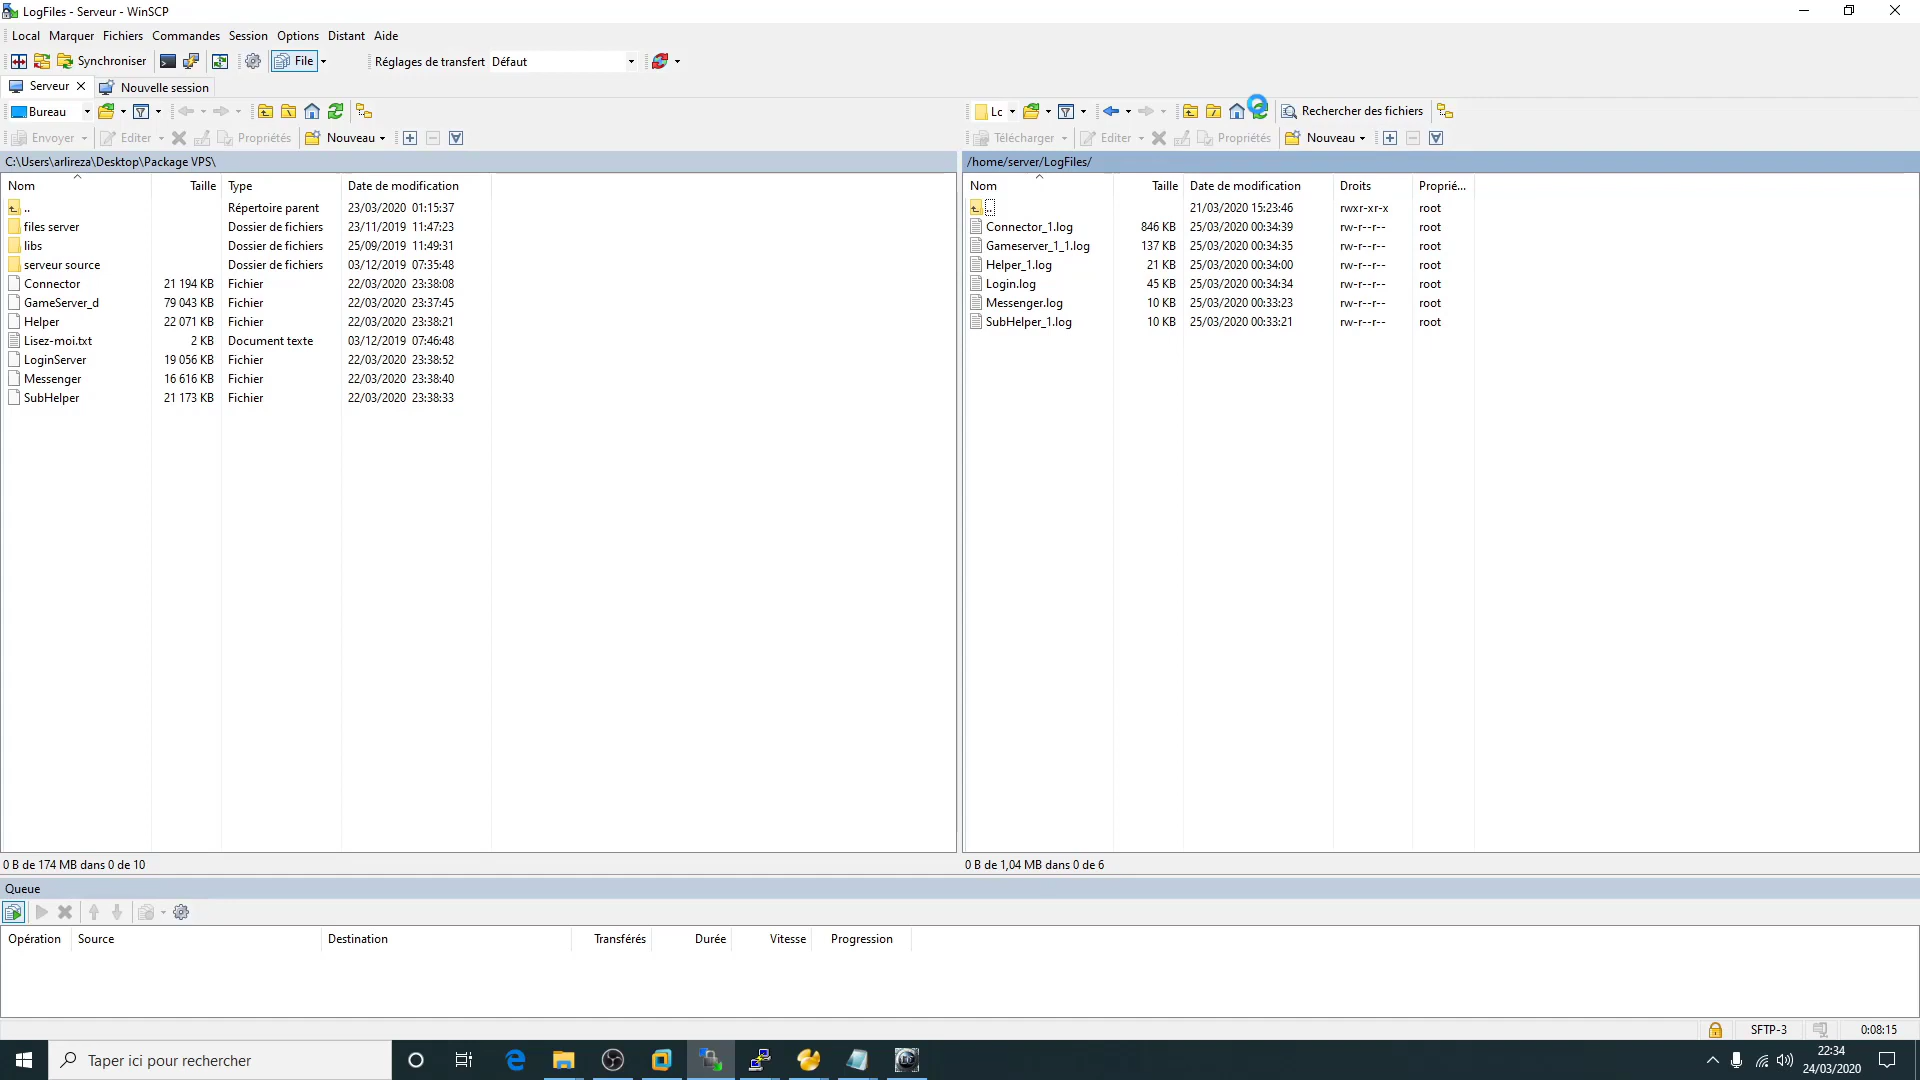 LogFiles - Serveur - WinSCP
Local Marquer Fichiers Commandes Session Options Distant Aide
Synchroniser File Réglages de transfert Défaut
Serveur Nouvelle session
Bureau Lc Rechercher des fichiers
Envoyer Editer Propriétés Nouveau Télécharger Editer Propriétés Nouveau
C:\Users\arlireza\Desktop\Package VPS\ /home/server/LogFiles/
Nom Taille Type Date de modification Nom Taille Date de modification Droits Proprié...
.. Répertoire parent 23/03/2020 01:15:37 .. 21/03/2020 15:23:46 rwxr-xr-x root
files server Dossier de fichiers 23/11/2019 11:47:23 Connector_1.log 846 KB 25/03/2020 00:34:39 rw-r--r-- root
libs Dossier de fichiers 25/09/2019 11:49:31 Gameserver_1_1.log 137 KB 25/03/2020 00:34:35 rw-r--r-- root
serveur source Dossier de fichiers 03/12/2019 07:35:48 Helper_1.log 21 KB 25/03/2020 00:34:00 rw-r--r-- root
Connector 21 194 KB Fichier 22/03/2020 23:38:08 Login.log 45 KB 25/03/2020 00:34:34 rw-r--r-- root
GameServer_d 79 043 KB Fichier 22/03/2020 23:37:45 Messenger.log 10 KB 25/03/2020 00:33:23 rw-r--r-- root
Helper 22 071 KB Fichier 22/03/2020 23:38:21 SubHelper_1.log 10 KB 25/03/2020 00:33:21 rw-r--r-- root
Lisez-moi.txt 2 KB Document texte 03/12/2019 07:46:48
LoginServer 19 056 KB Fichier 22/03/2020 23:38:52
Messenger 16 616 KB Fichier 22/03/2020 23:38:40
SubHelper 21 173 KB Fichier 22/03/2020 23:38:33
0 B de 174 MB dans 0 de 10 0 B de 1,04 MB dans 0 de 6
Queue
Opération Source Destination Transférés Durée Vitesse Progression
SFTP-3 0:08:15
Taper ici pour rechercher
22:34
24/03/2020